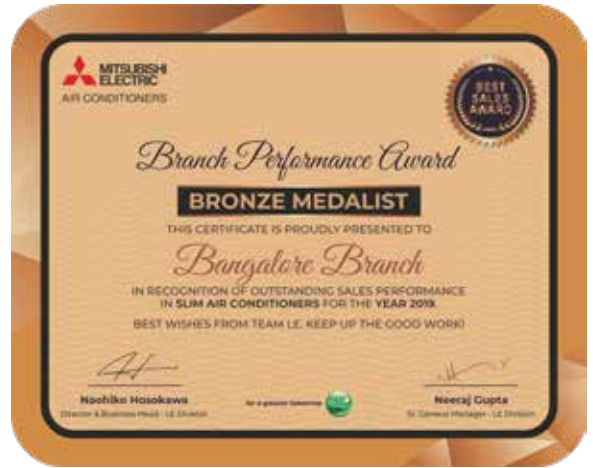 MITSUBISHI
ELECTRIC
AIR CONDITIONERS
BEST
SALES
AWARD
Branch Performance Award
BRONZE MEDALIST
THIS CERTIFICATE IS PROUDLY PRESENTED TO
Bangalore Branch
IN RECOGNITION OF OUTSTANDING SALES PERFORMANCE
IN SLIM AIR CONDITIONERS FOR THE YEAR 2019.
BEST WISHES FROM TEAM LE. KEEP UP THE GOOD WORK!
Naohiko Hosokawa
Director & Business Head - LE Division
for a greener tomorrow
Neeraj Gupta
Sr. General Manager - LE Division